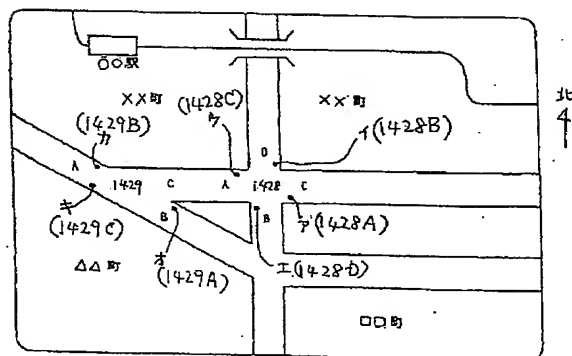 ○○駅
北
××町
(1428C)
××町
(1429B)
ウ
カ
イ(1428B)
D
A
1429
C
A
1428
C
キ
B
B
ア(1428A)
(1429C)
オ
エ(1428D)
△△町
(1429A)
□□町